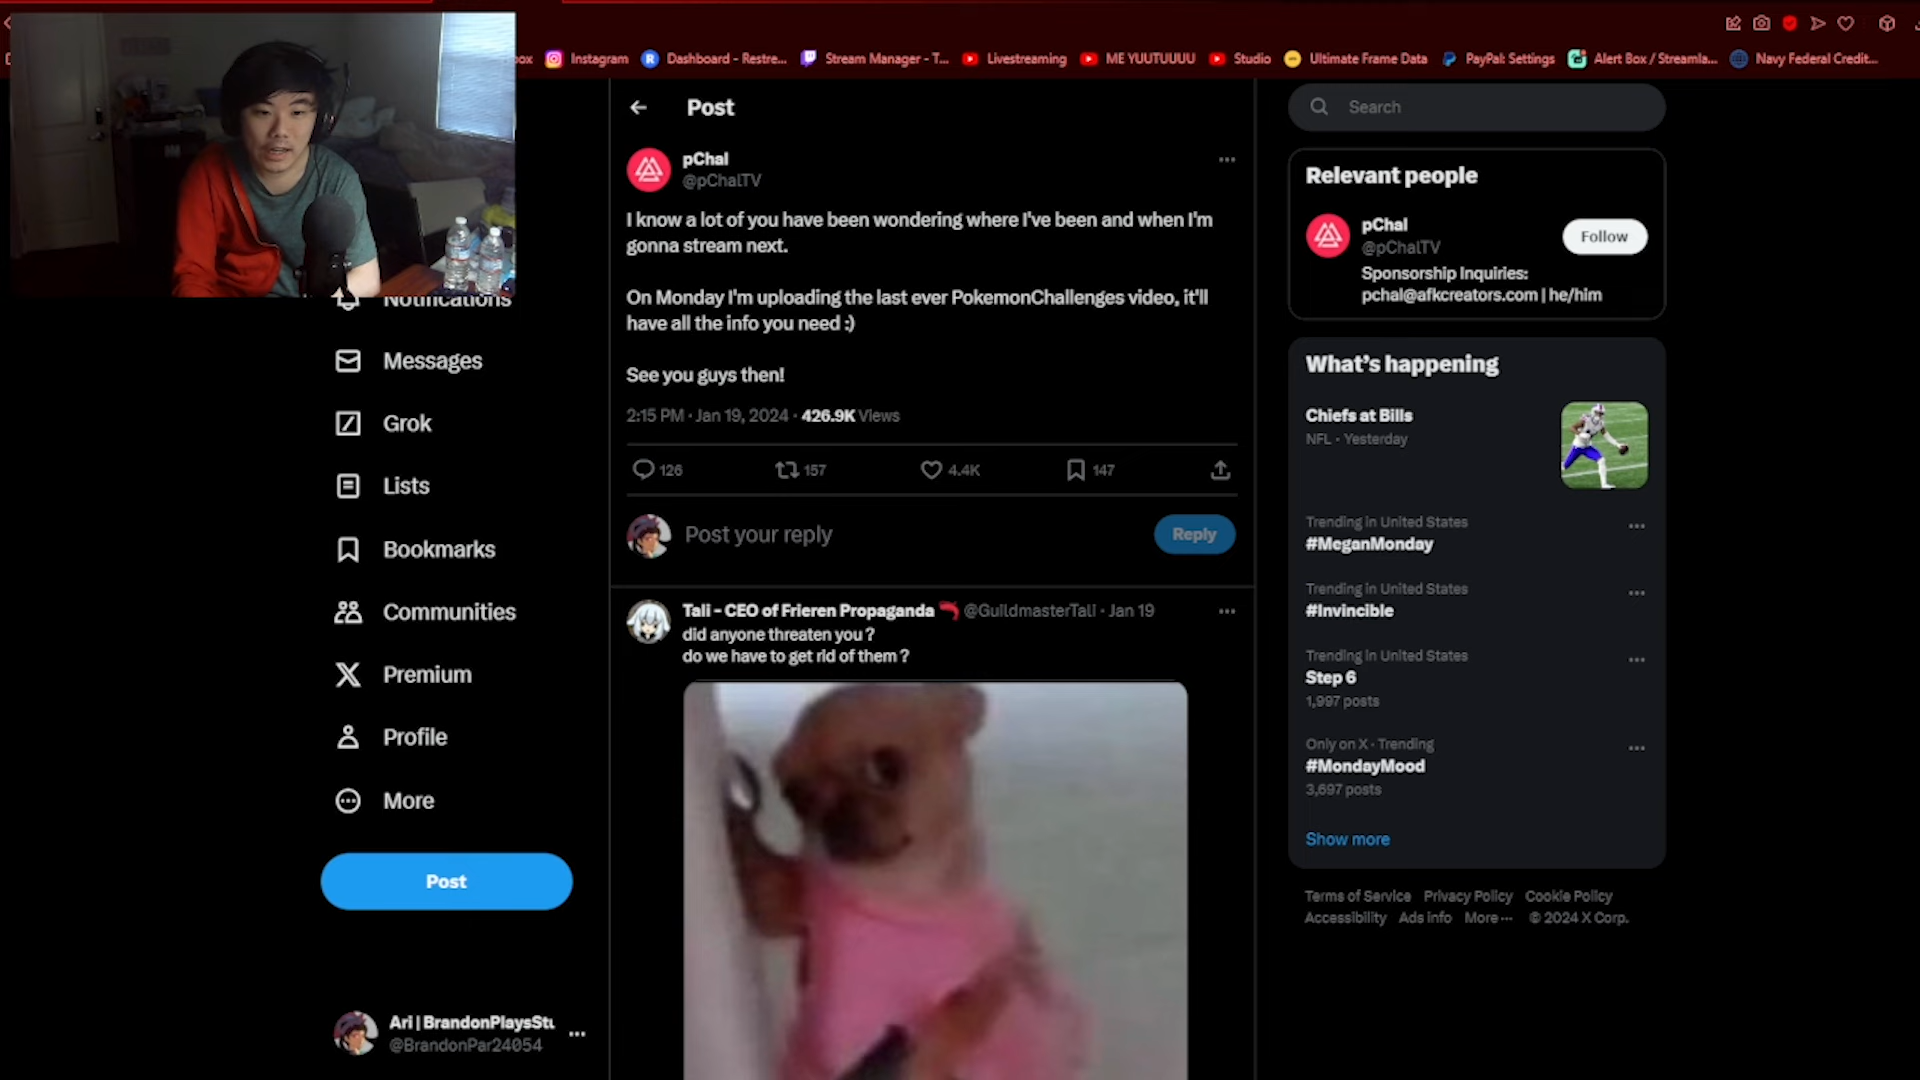 Instagram
Dashboard - Restre...
Stream Manager - T...
Livestreaming
ME YUUTUUUU
Studio
Ultimate Frame Data
PayPal: Settings
Alert Box / Streamla...
Navy Federal Credit...
Notifications
Messages
Grok
Lists
Bookmarks
Communities
Premium
Profile
More
Post
Ari | BrandonPlaysStu
@BrandonPar24054
Post
pChal
@pChalTV
I know a lot of you have been wondering where I've been and when I'm
gonna stream next.
On Monday I'm uploading the last ever PokemonChallenges video, it'll
have all the info you need :)
See you guys then!
2:15 PM · Jan 19, 2024 · 426.9K Views
126
157
4.4K
147
Post your reply
Reply
Tali - CEO of Frieren Propaganda @GuildmasterTali · Jan 19
did anyone threaten you ?
do we have to get rid of them ?
Search
Relevant people
pChal
@pChalTV
Follow
Sponsorship Inquiries:
pchal@afkcreators.com | he/him
What's happening
Chiefs at Bills
NFL · Yesterday
Trending in United States
#MeganMonday
Trending in United States
#Invincible
Trending in United States
Step 6
1,997 posts
Only on X · Trending
#MondayMood
3,697 posts
Show more
Terms of Service Privacy Policy Cookie Policy
Accessibility Ads info More ··· © 2024 X Corp.